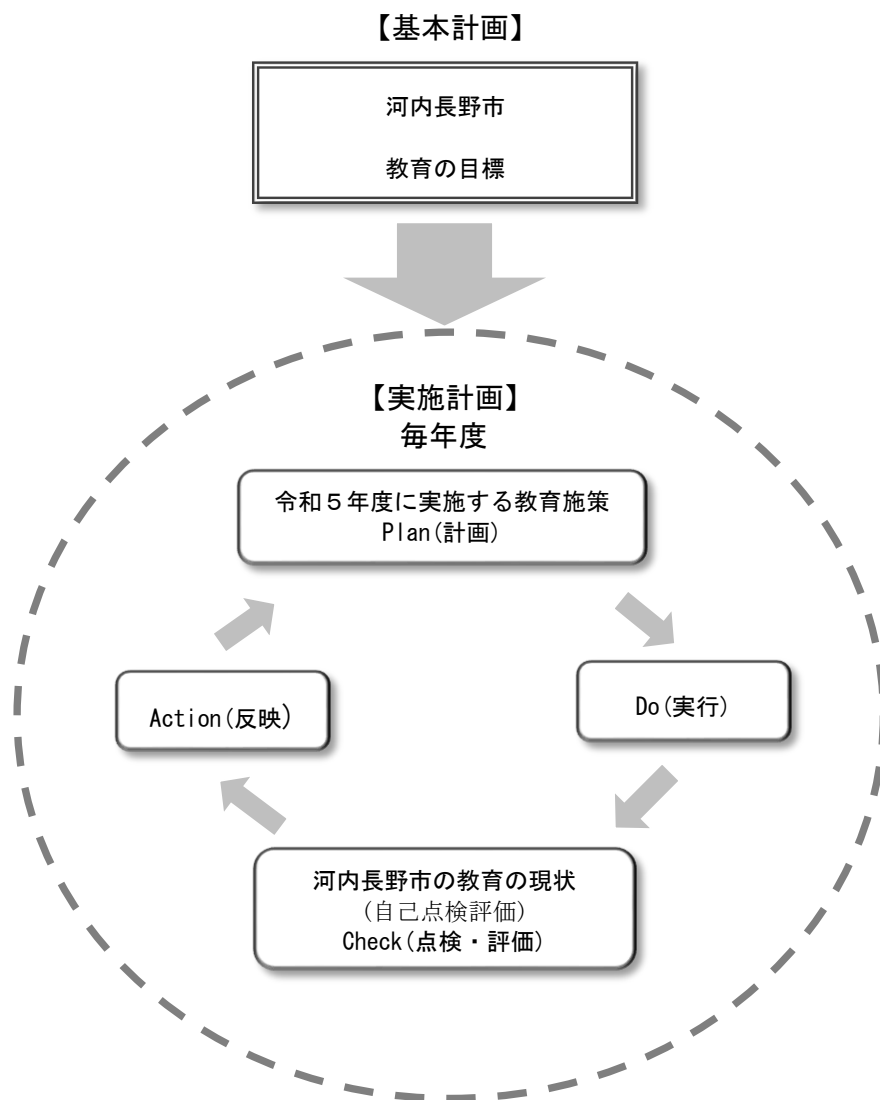 【基本計画】
河内長野市
教育の目標
【実施計画】
毎年度
令和５年度に実施する教育施策
Plan(計画)
Action(反映)
Do(実行)
河内長野市の教育の現状
(自己点検評価)
Check(点検・評価)